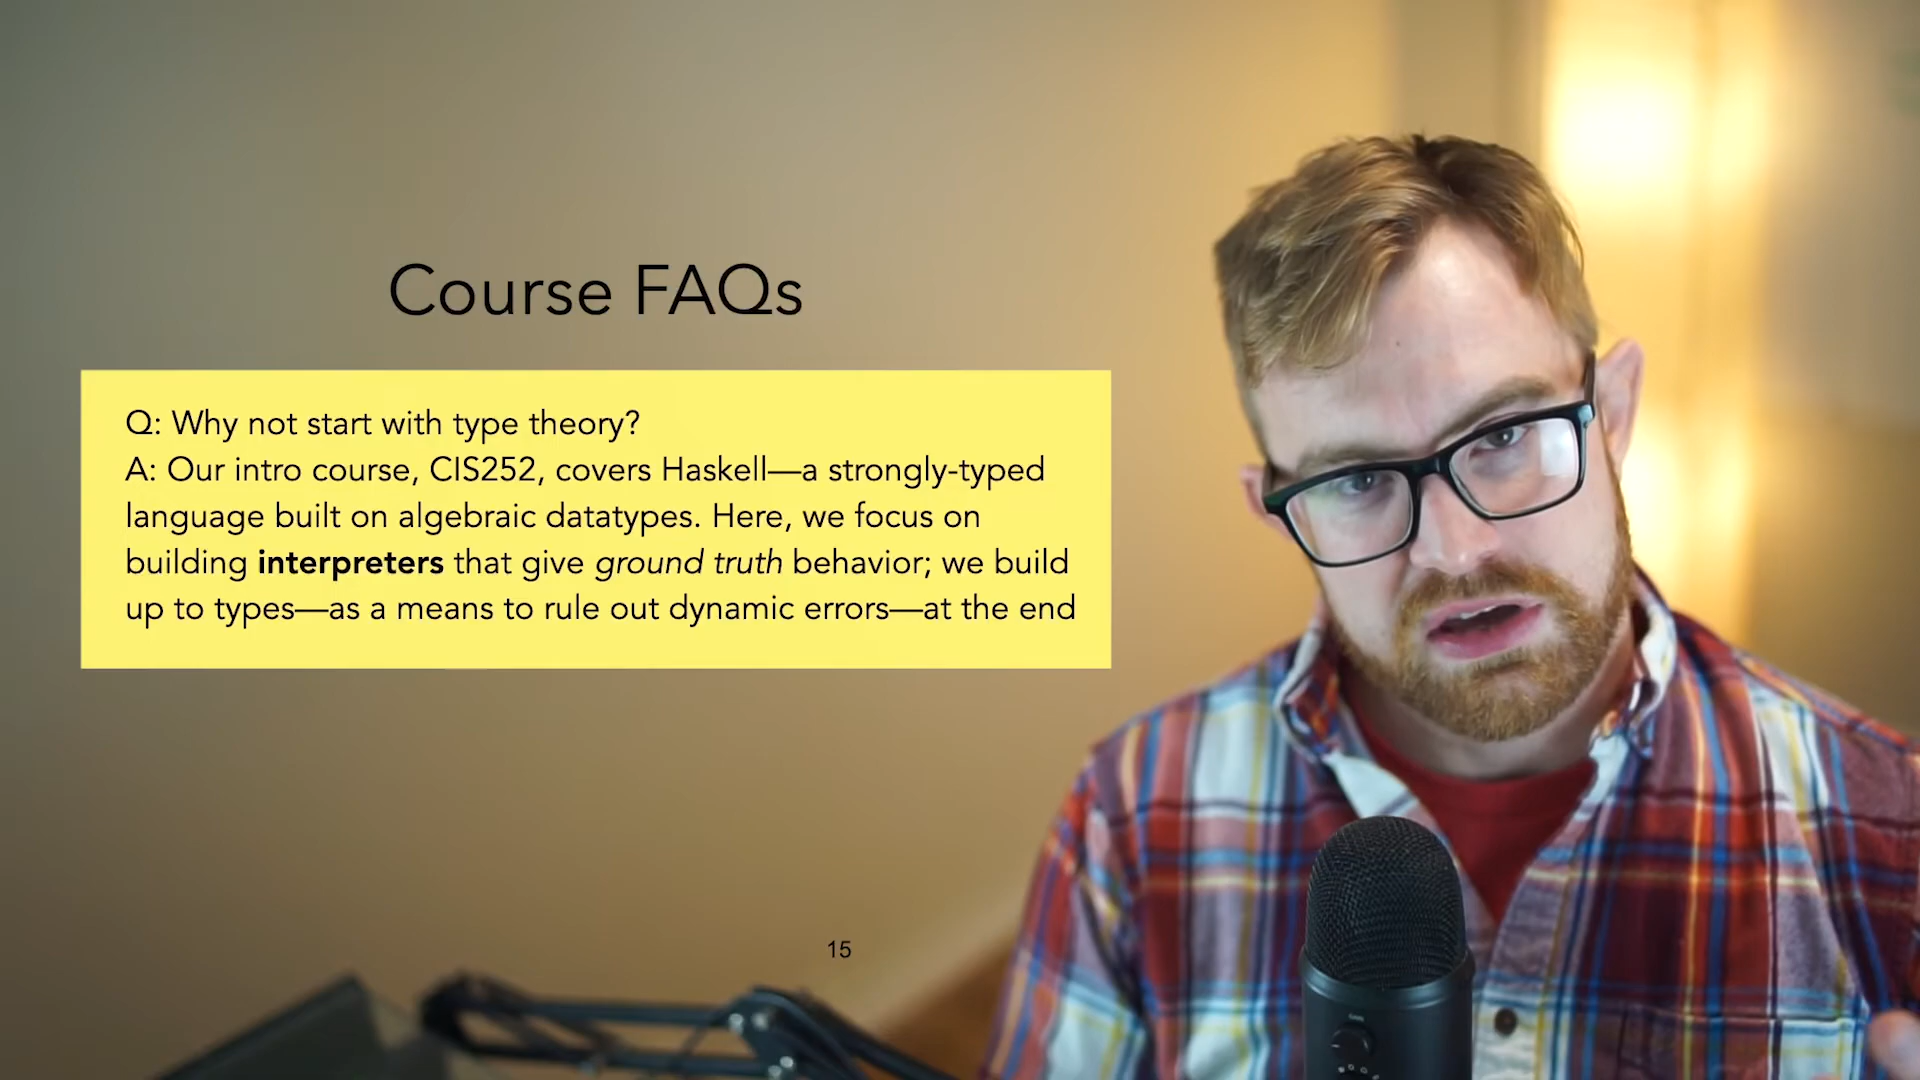 Course FAQs
Q: Why not start with type theory?
A: Our intro course, CIS252, covers Haskell—a strongly-typed
language built on algebraic datatypes. Here, we focus on
building interpreters that give ground truth behavior; we build
up to types—as a means to rule out dynamic errors—at the end
15